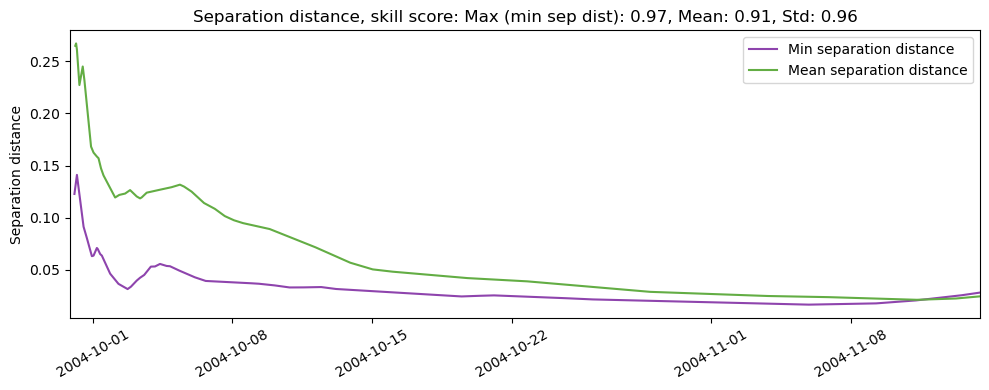 Separation distance, skill score: Max (min sep dist): 0.97, Mean: 0.91, Std: 0.96
Min separation distance
Mean separation distance
Separation distance
0.25
0.20
0.15
0.10
0.05
2004-10-01
2004-10-08
2004-10-15
2004-10-22
2004-11-01
2004-11-08